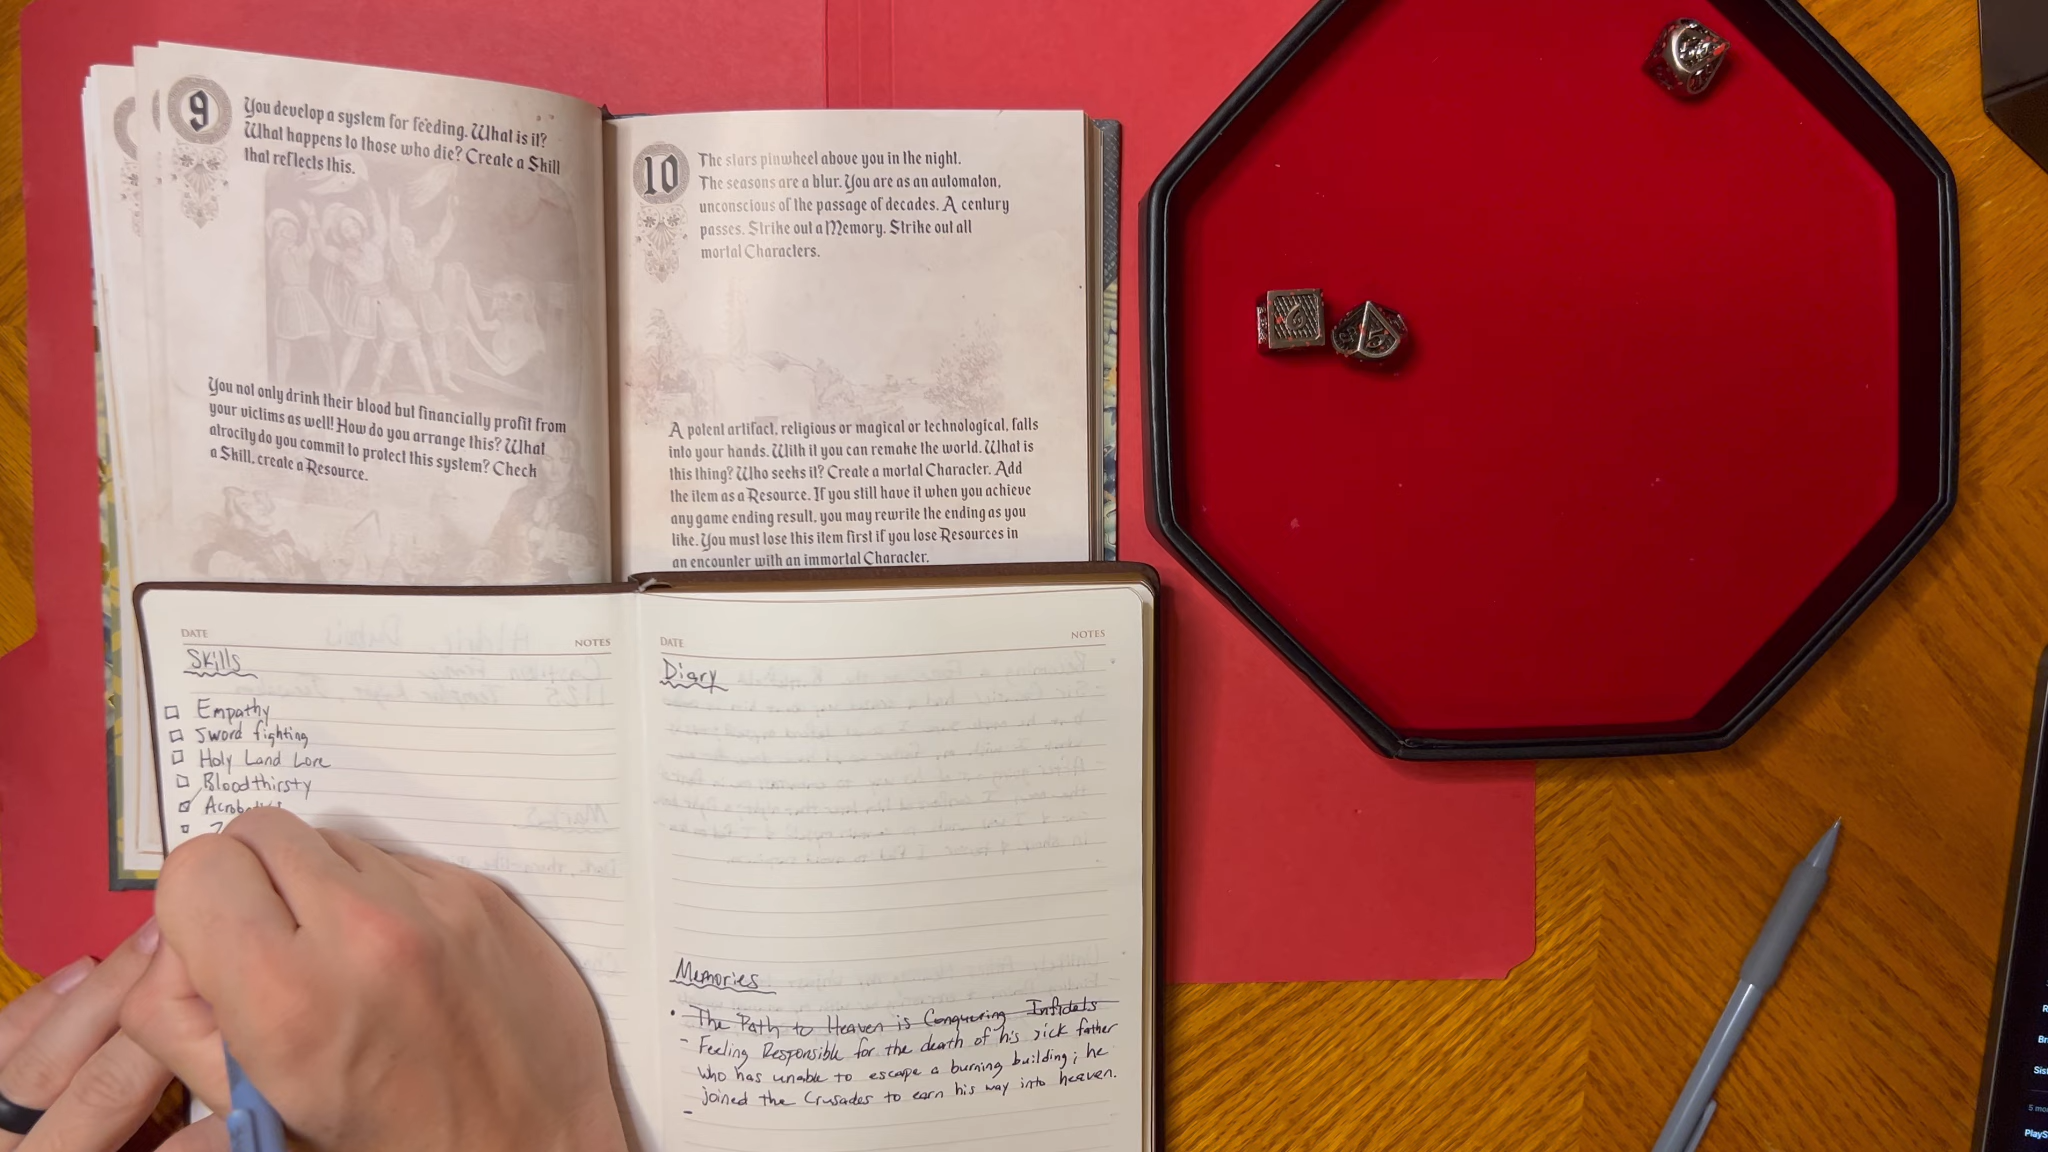 9
You develop a system for feeding. What is it?
What happens to those who die? Create a Skill
that reflects this.
You not only drink their blood but financially profit from
your victims as well! How do you arrange this? What
atrocity do you commit to protect this system? Check
a Skill, create a Resource.
10
The stars pinwheel above you in the night.
The seasons are a blur. You are as an automaton,
unconscious of the passage of decades. A century
passes. Strike out a Memory. Strike out all
mortal Characters.
A potent artifact, religious or magical or technological, falls
into your hands. With it you can remake the world. What is
this thing? Who seeks it? Create a mortal Character. Add
the item as a Resource. If you still have it when you achieve
any game ending result, you may rewrite the ending as you
like. You must lose this item first if you lose Resources in
an encounter with an immortal Character.
DATE NOTES
Skills
Empathy
Sword fighting
Holy Land Lore
Bloodthirsty
DATE NOTES
Diary
Memories
• The Path to Heaven is Conquering Infidels
- Feeling Responsible for the death of his sick father
who was unable to escape a burning building; he
joined the Crusades to earn his way into heaven.
-
6
5